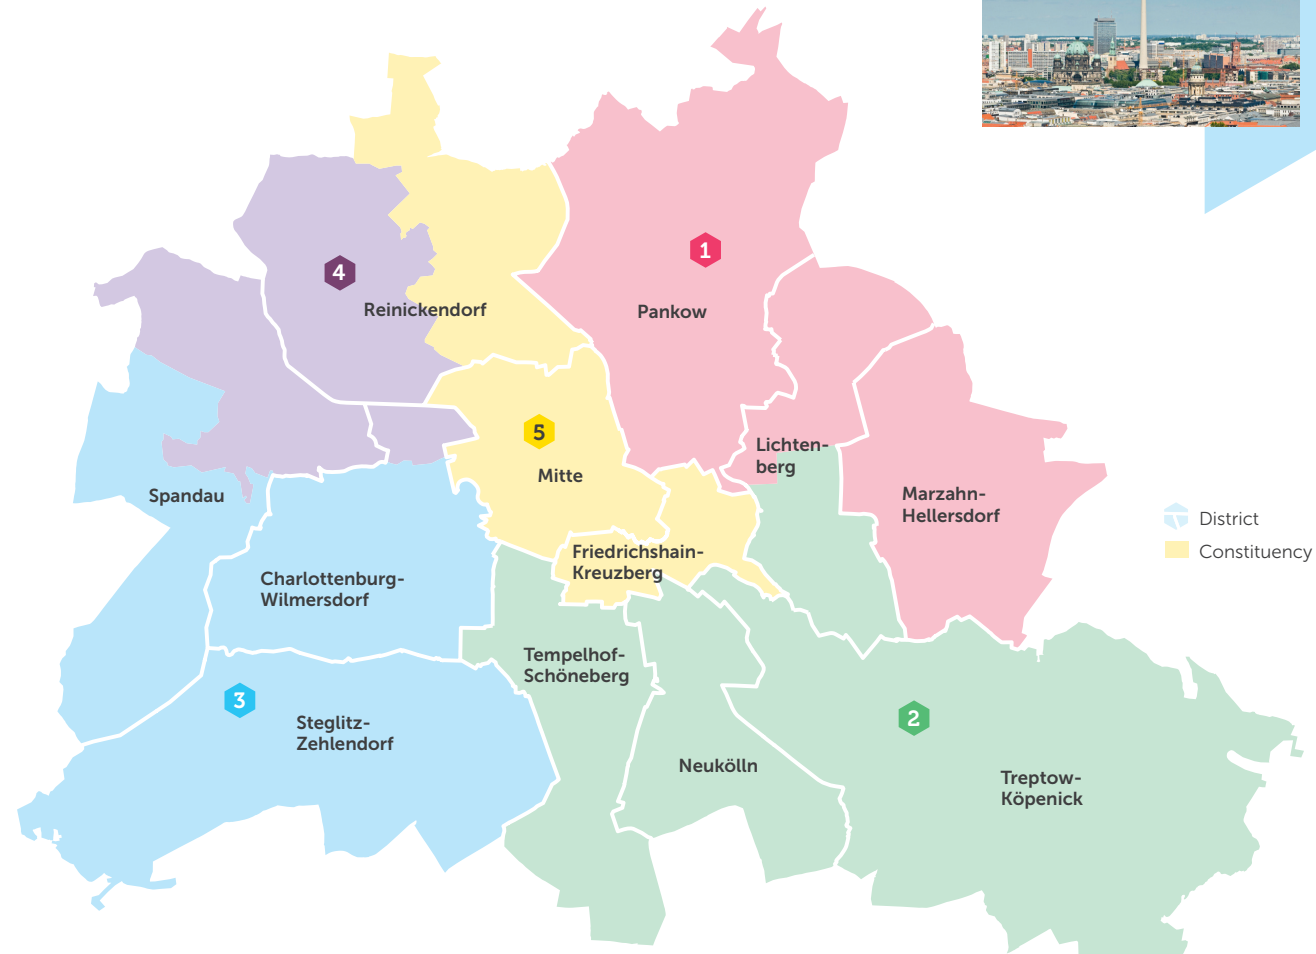 1
4
Reinickendorf
Pankow
5
Lichten-
berg
Mitte
Spandau
Marzahn-
Hellersdorf
District
Constituency
Friedrichshain-
Kreuzberg
Charlottenburg-
Wilmersdorf
Tempelhof-
Schöneberg
3
2
Steglitz-
Zehlendorf
Neukölln
Treptow-
Köpenick